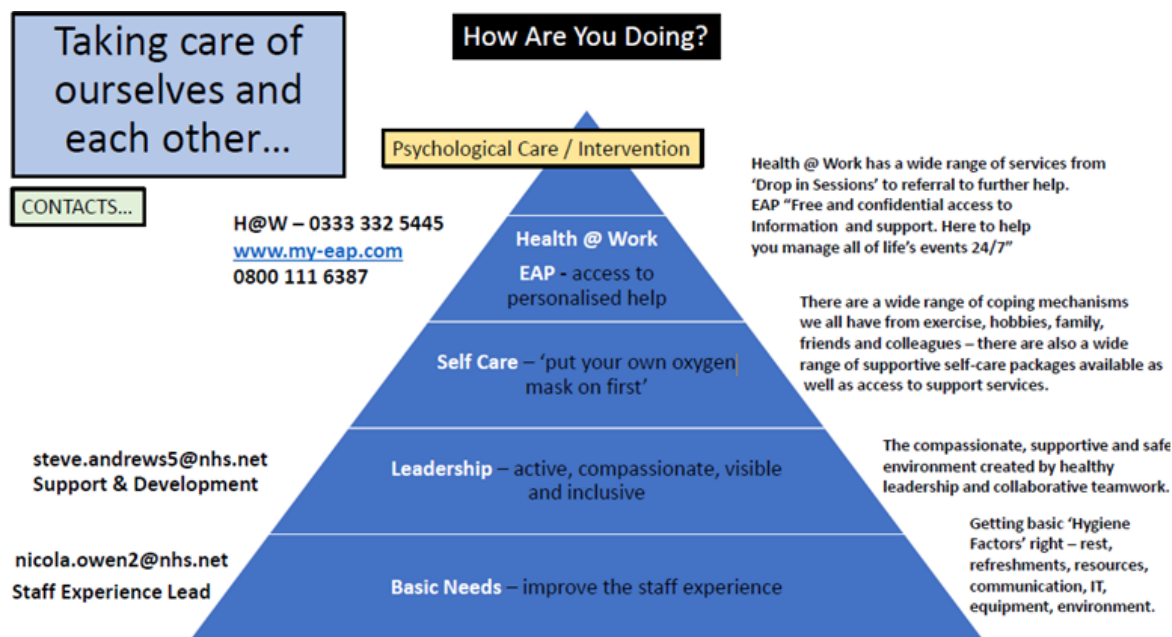 Taking care of
ourselves and
each other...
How Are You Doing?
Psychological Care / Intervention
CONTACTS...
H@W – 0333 332 5445
www.my-eap.com
0800 111 6387
Health @ Work
EAP - access to
personalised help
Health @ Work has a wide range of services from
‘Drop in Sessions’ to referral to further help.
EAP “Free and confidential access to
Information and support. Here to help
you manage all of life’s events 24/7”
Self Care – ‘put your own oxygen
mask on first’
There are a wide range of coping mechanisms
we all have from exercise, hobbies, family,
friends and colleagues – there are also a wide
range of supportive self-care packages available as
well as access to support services.
steve.andrews5@nhs.net
Support & Development
Leadership – active, compassionate, visible
and inclusive
The compassionate, supportive and safe
environment created by healthy
leadership and collaborative teamwork.
nicola.owen2@nhs.net
Staff Experience Lead
Basic Needs – improve the staff experience
Getting basic ‘Hygiene
Factors’ right – rest,
refreshments, resources,
communication, IT,
equipment, environment.